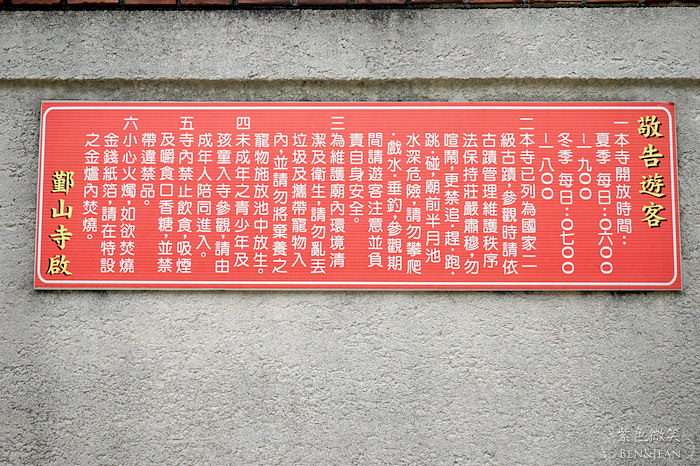 敬告遊客
一本寺開放時間：
夏季 每日：〇六〇〇
～一九〇〇
冬季 每日：〇七〇〇
～一八〇〇
二本寺已列為國家二
級古蹟，參觀時請依
古蹟管理維護秩序
法保持莊嚴肅穆，勿
喧鬧，更禁追‧趕‧跑‧
跳‧碰，廟前半月池
水深危險，請勿攀爬
‧戲水‧垂釣，參觀期
間請遊客注意並負
責自身安全。
三為維護廟內環境清
潔及衛生，請勿亂丟
垃圾及攜帶寵物入
內，並請勿將棄養之
寵物施放池中放生。
四未成年之青少年及
孩童入寺參觀，請由
成年人陪同進入。
五寺內禁止飲食，吸煙
及嚼食口香糖，並禁
帶違禁品。
六小心火燭，如欲焚燒
金錢紙箔，請在特設
之金爐內焚燒。
鄞山寺啟
紫色微笑
BEN&JEAN